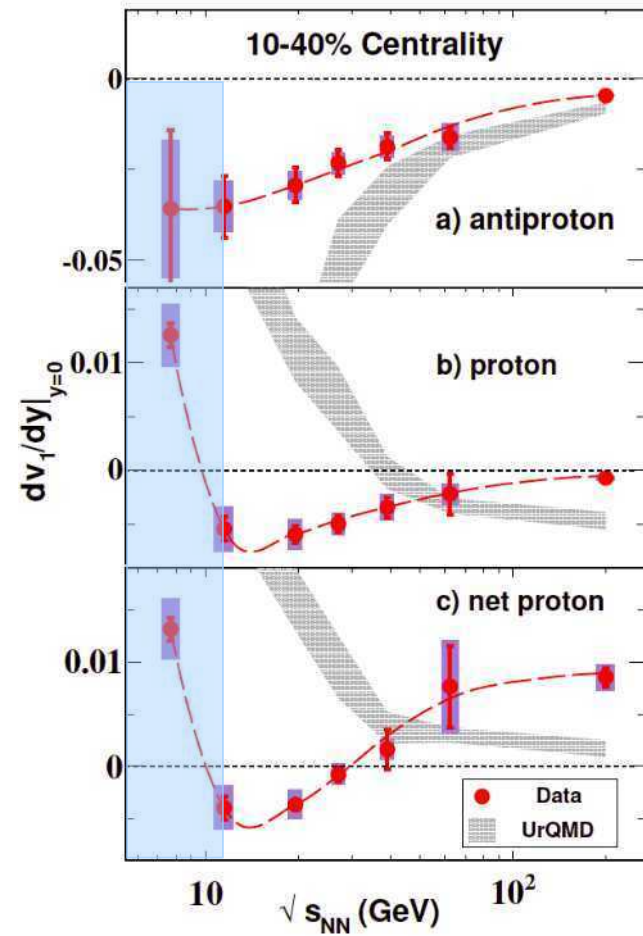 10-40% Centrality
0
a) antiproton
-0.05
b) proton
0.01
0
dv₁/dy|y=0
c) net proton
0.01
0
Data
UrQMD
10
10²
√ sNN (GeV)